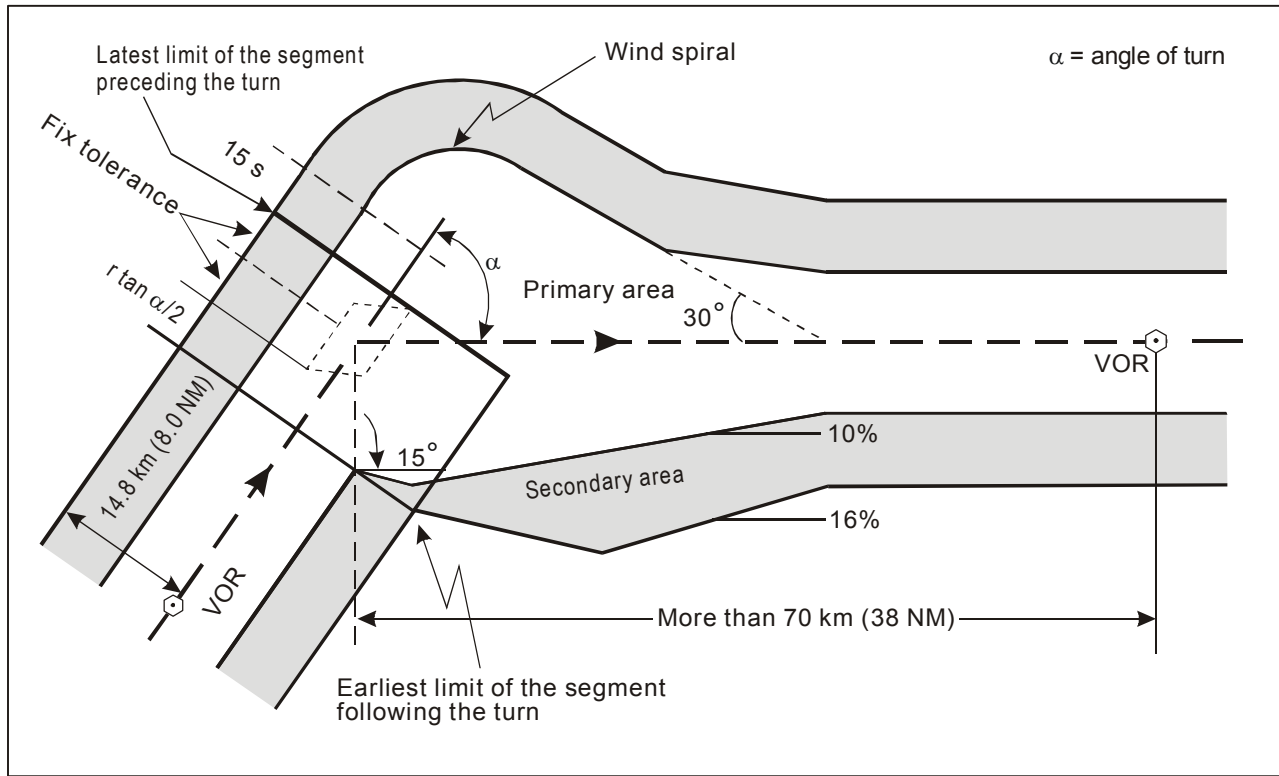 Latest limit of the segment
preceding the turn
Wind spiral
α = angle of turn
Fix tolerance
15 s
r tan α/2
α
Primary area
30°
VOR
14.8 km (8.0 NM)
15°
10%
Secondary area
16%
VOR
More than 70 km (38 NM)
Earliest limit of the segment
following the turn